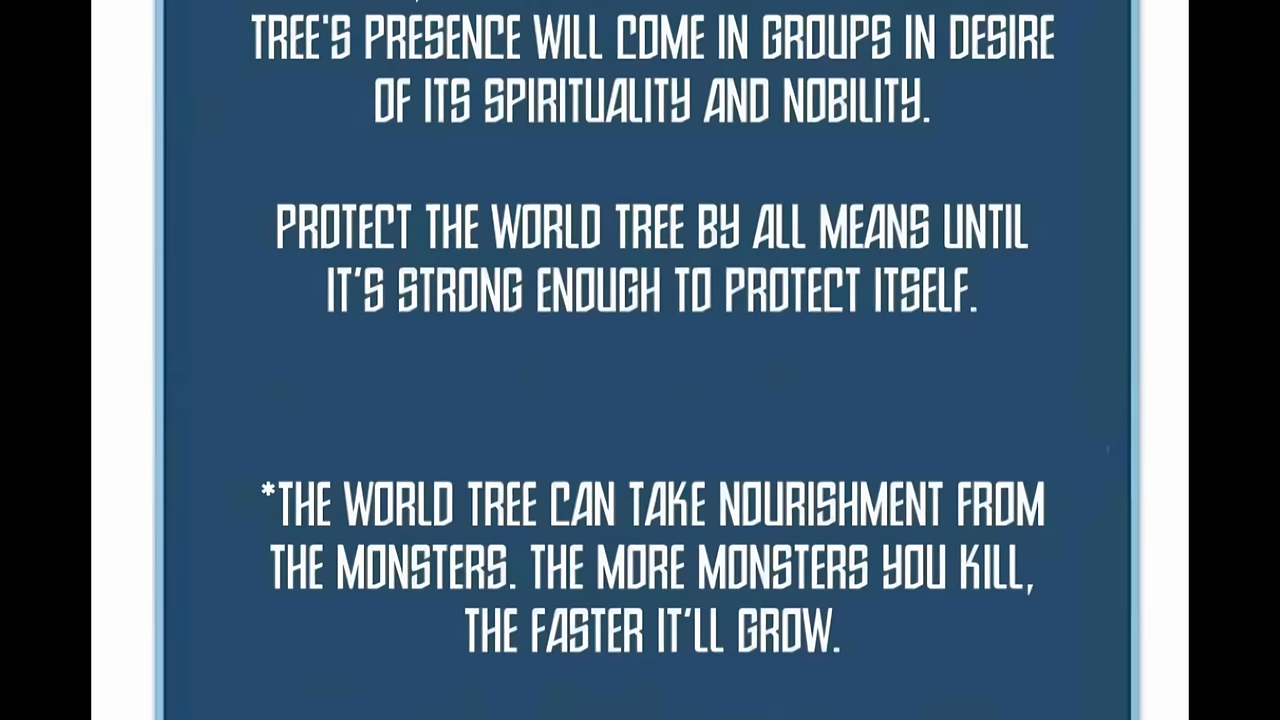 TREE'S PRESENCE WILL COME IN GROUPS IN DESIRE
OF ITS SPIRITUALITY AND NOBILITY.
PROTECT THE WORLD TREE BY ALL MEANS UNTIL
IT'S STRONG ENOUGH TO PROTECT ITSELF.
*THE WORLD TREE CAN TAKE NOURISHMENT FROM
THE MONSTERS. THE MORE MONSTERS YOU KILL,
THE FASTER IT'LL GROW.